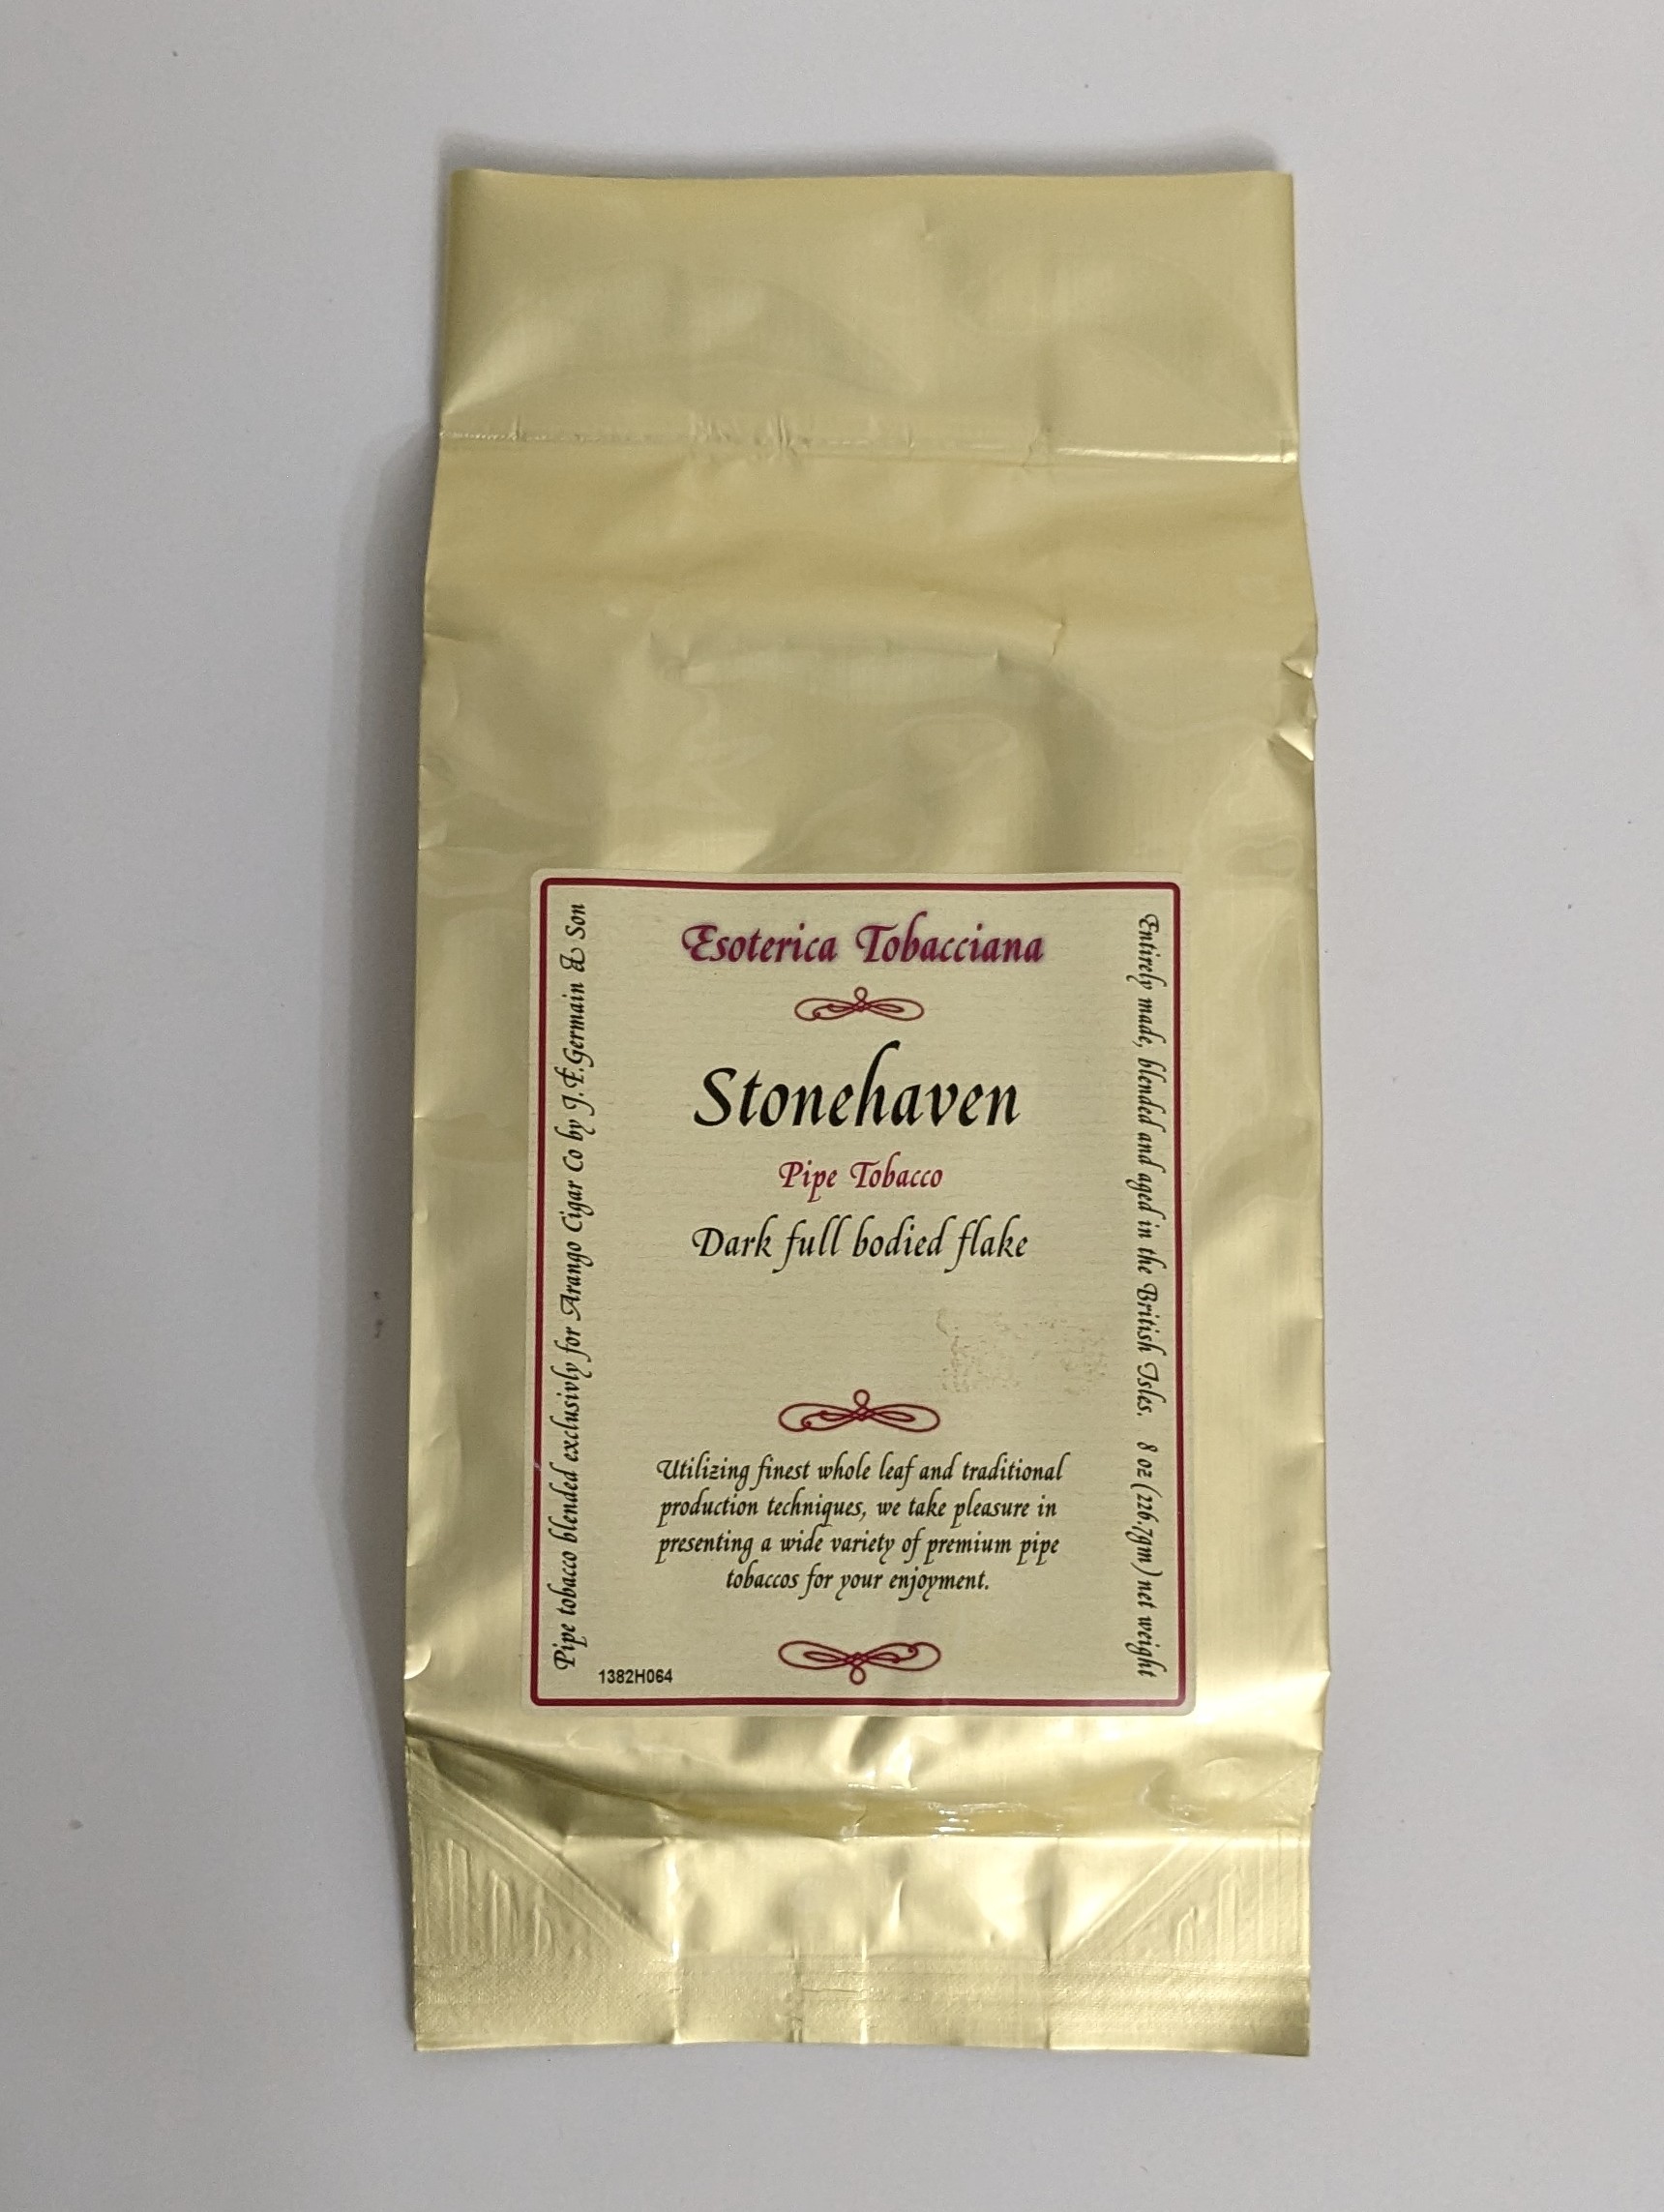 Esoterica Tobacciana
Stonehaven
Pipe Tobacco
Dark full bodied flake
Utilizing finest whole leaf and traditional
production techniques, we take pleasure in
presenting a wide variety of premium pipe
tobaccos for your enjoyment.
1382H064
Pipe tobacco blended exclusivly for Arango Cigar Co by J.F.Germain & Son
Entirely made, blended and aged in the British Isles. 8 oz (226.7gm) net weight